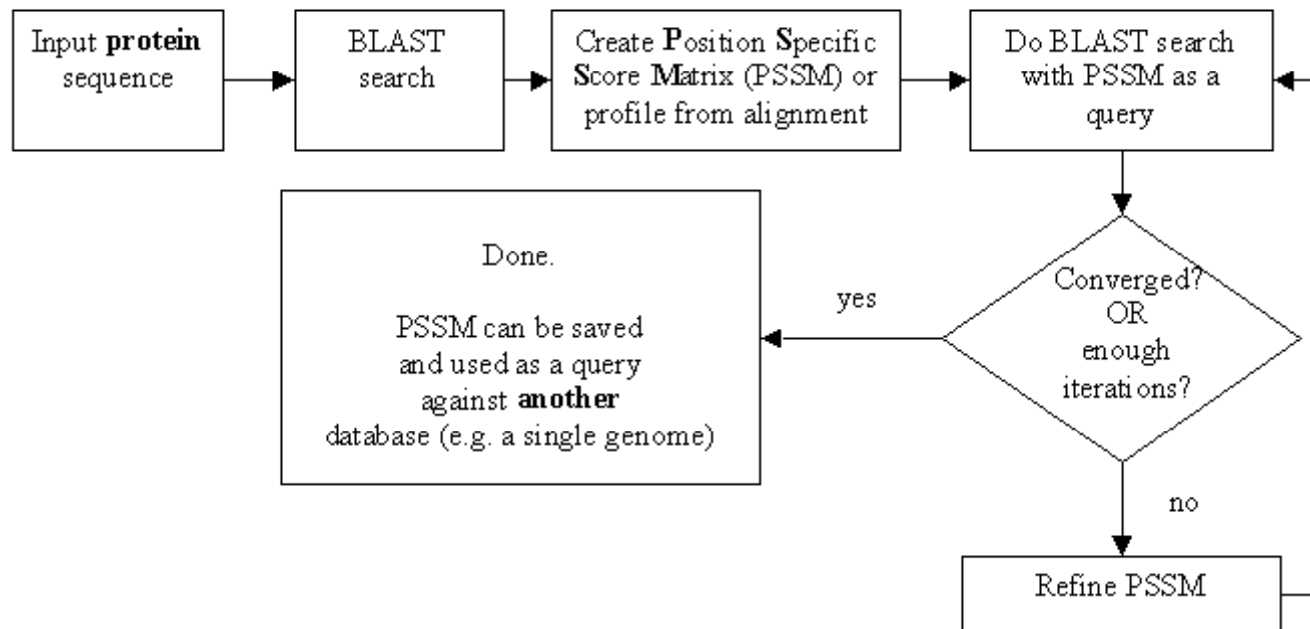 Input protein
sequence
BLAST
search
Create Position Specific
Score Matrix (PSSM) or
profile from alignment
Do BLAST search
with PSSM as a
query
Converged?
OR
enough
iterations?
yes
Done.
PSSM can be saved
and used as a query
against another
database (e.g. a single genome)
no
Refine PSSM